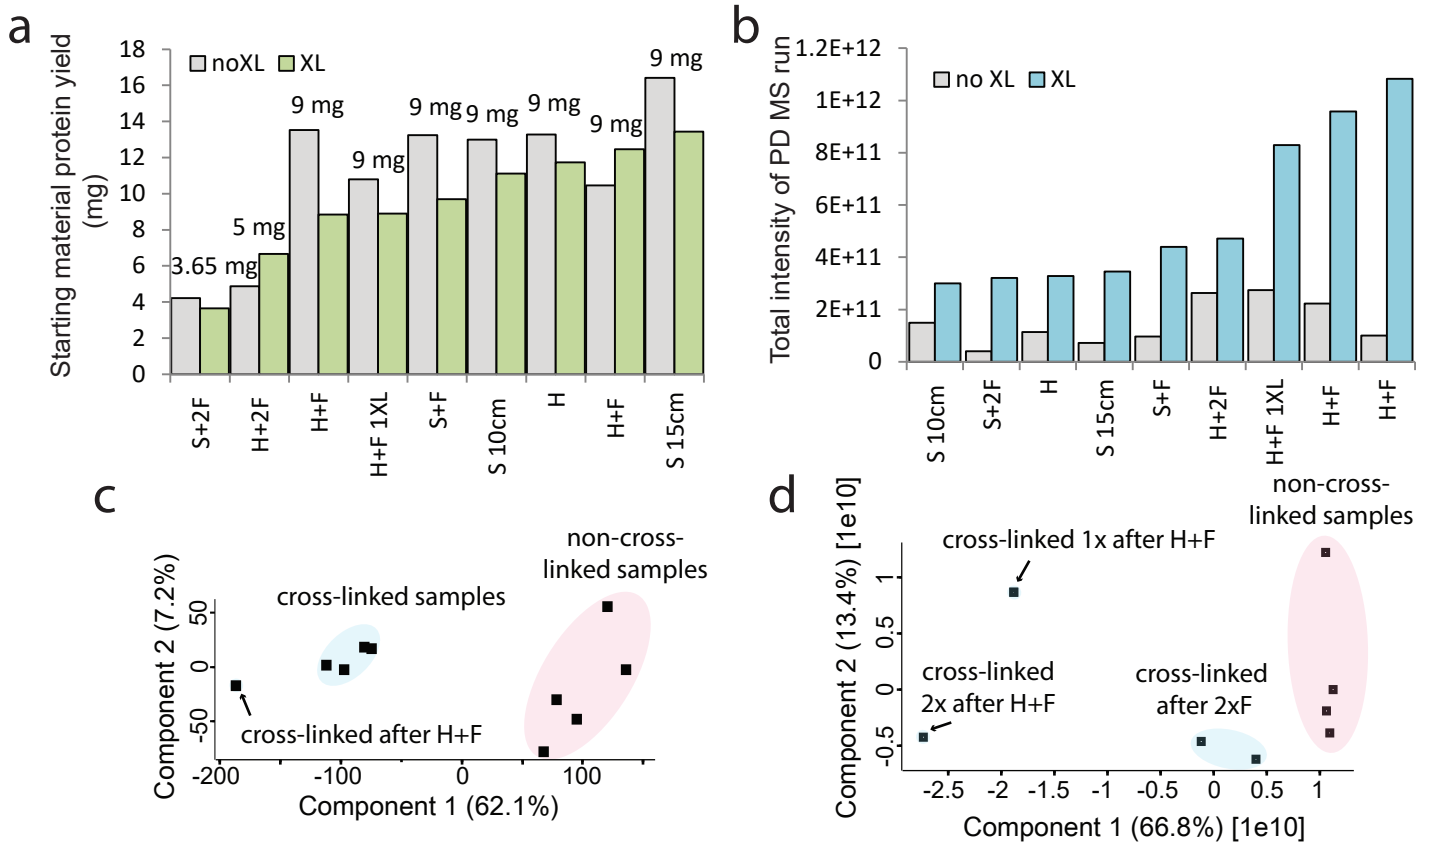 a
Starting material protein yield
(mg)
18
16
14
12
10
8
6
4
2
0
noXL
XL
3.65 mg
5 mg
9 mg
9 mg
9 mg
9 mg
9 mg
9 mg
9 mg
S+2F
H+2F
H+F
H+F 1XL
S+F
S 10cm
H
H+F
S 15cm
b
Total intensity of PD MS run
1.2E+12
1E+12
8E+11
6E+11
4E+11
2E+11
0
no XL
XL
S 10cm
S+2F
H
S 15cm
S+F
H+2F
H+F 1XL
H+F
H+F
c
Component 2 (7.2%)
50
0
-50
non-cross-
linked samples
cross-linked samples
cross-linked after H+F
-200
-100
0
100
Component 1 (62.1%)
d
Component 2 (13.4%) [1e10]
1
0.5
0
-0.5
non-cross-
linked samples
cross-linked 1x after H+F
cross-linked
2x after H+F
cross-linked
after 2xF
-2.5
-2
-1.5
-1
-0.5
0
0.5
1
Component 1 (66.8%) [1e10]